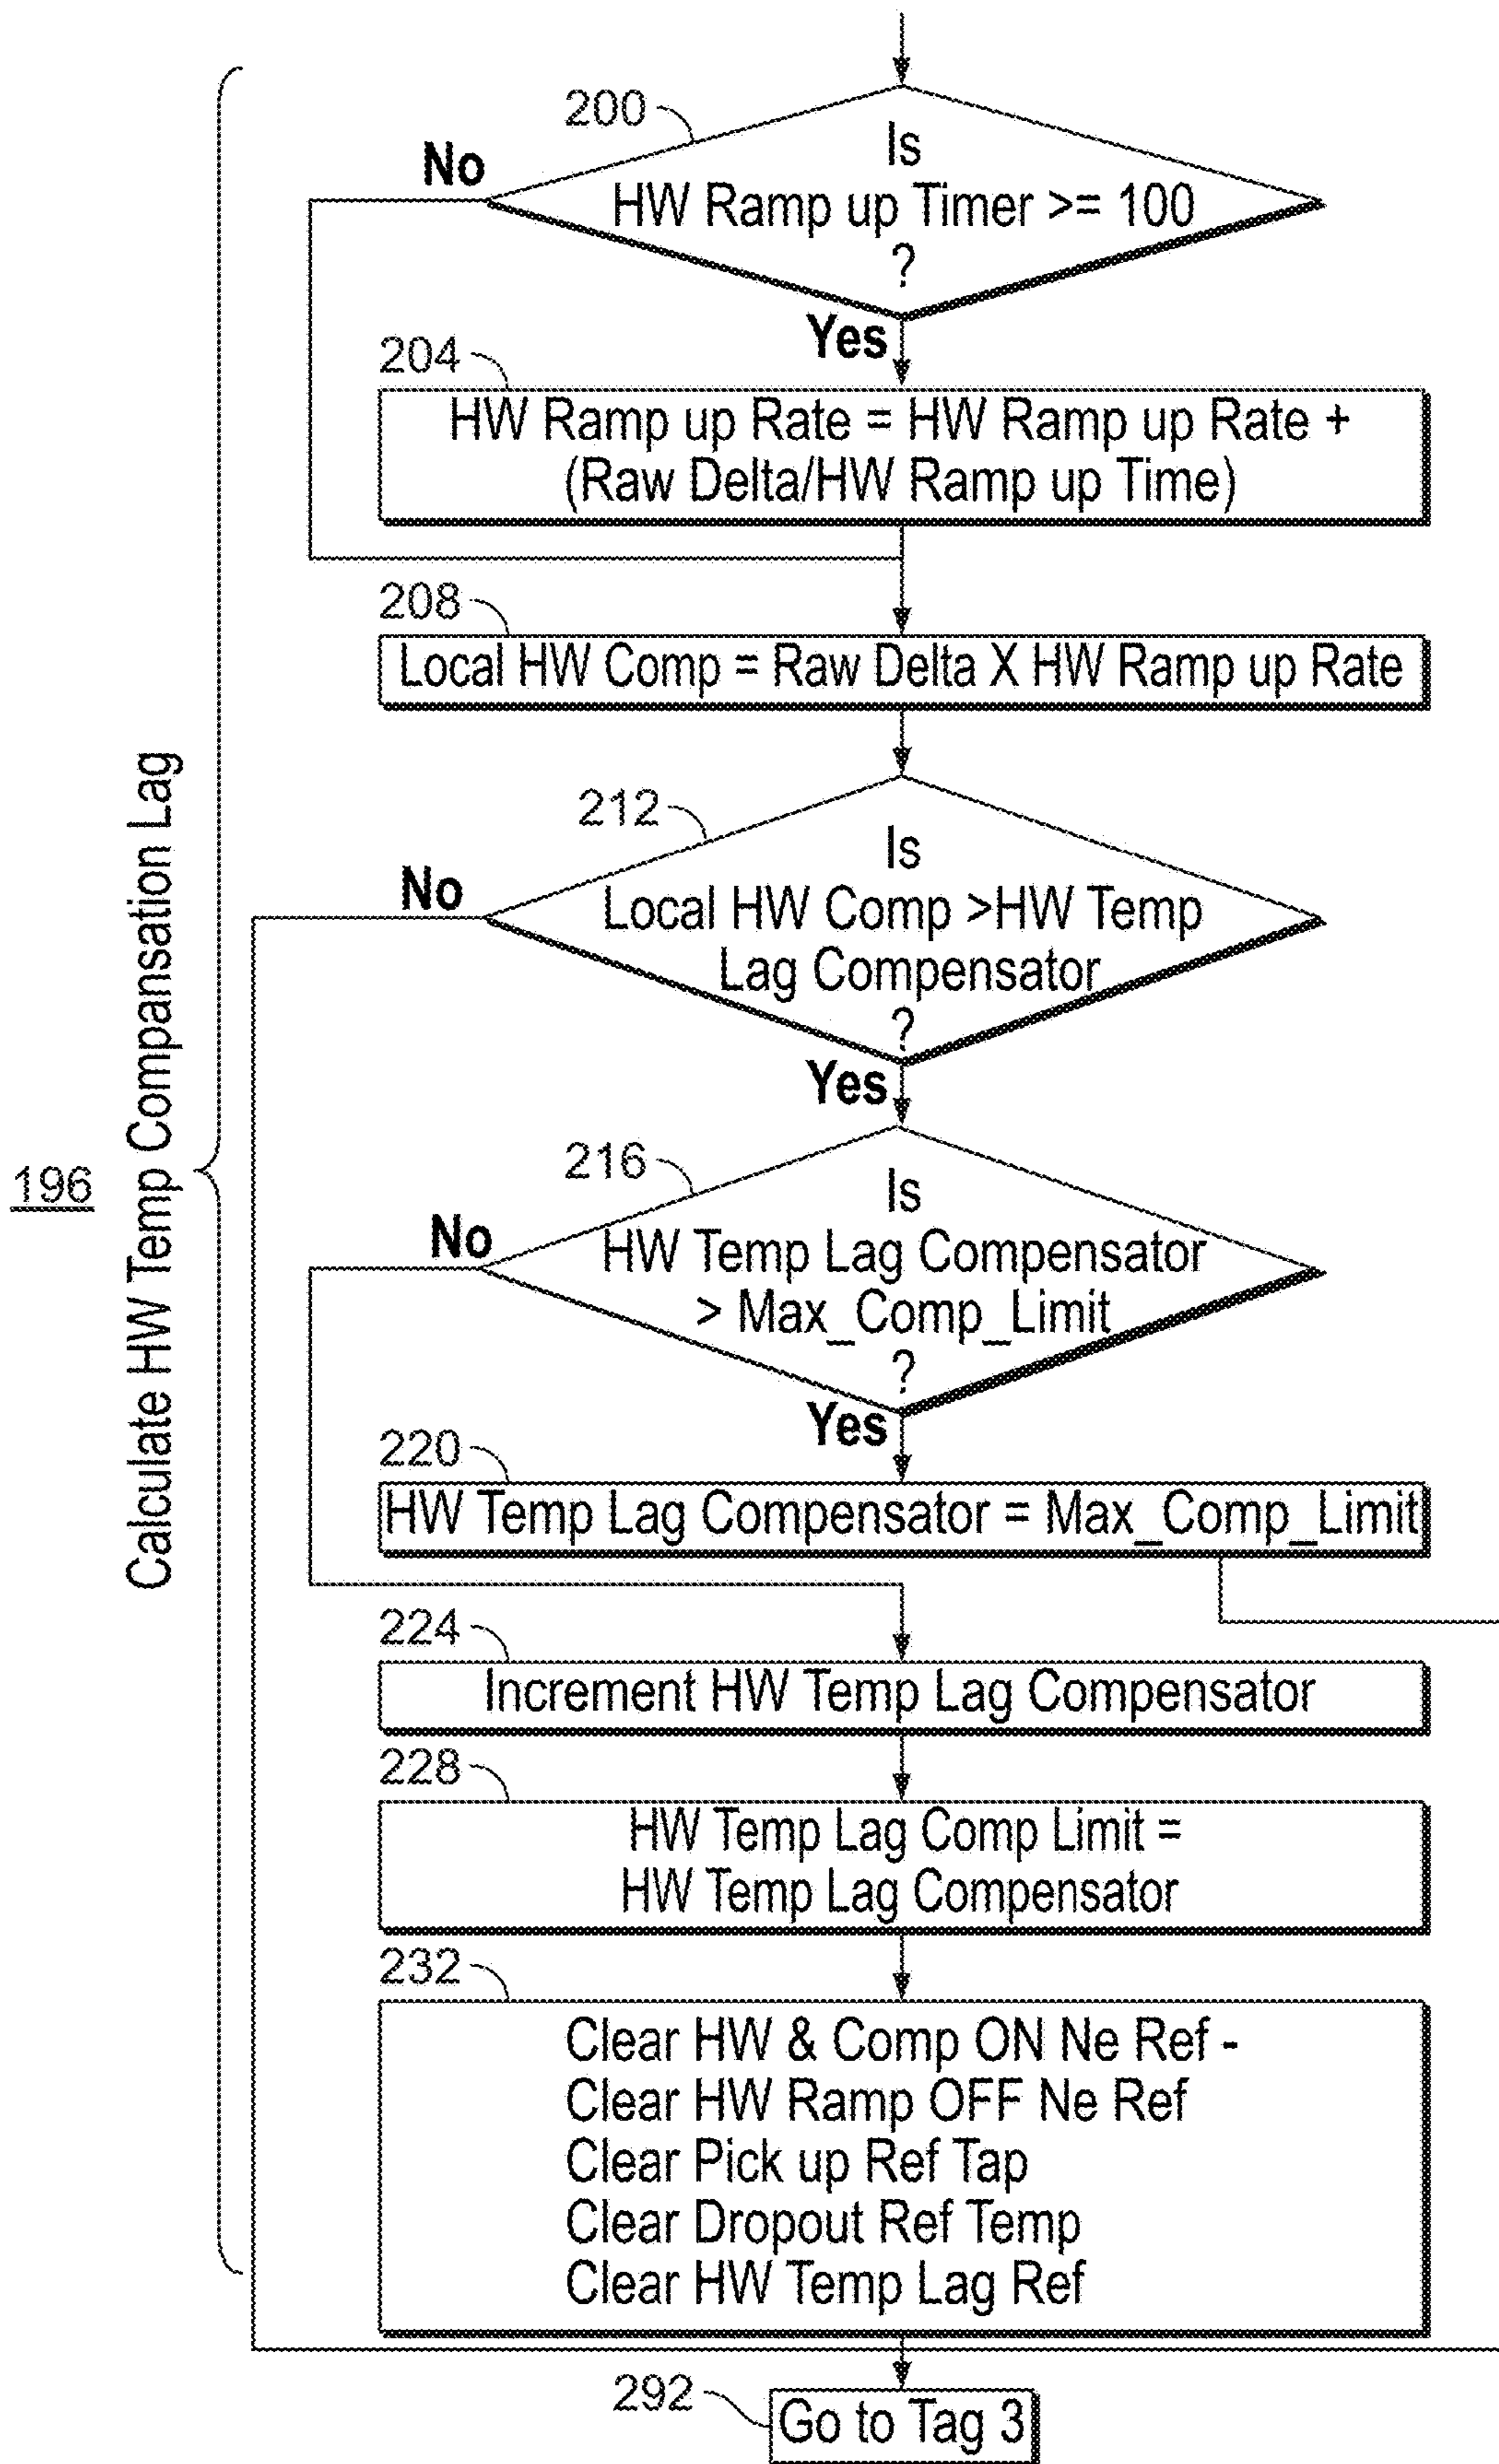 200
Is
No
HW Ramp up Timer >= 100
?
Yes
204
HW Ramp up Rate = HW Ramp up Rate +
(Raw Delta/HW Ramp up Time)
208
Local HW Comp = Raw Delta X HW Ramp up Rate
212
Is
No
Local HW Comp >HW Temp
Lag Compensator
?
Yes
196
Calculate HW Temp Compansation Lag
216
Is
No
HW Temp Lag Compensator
> Max_Comp_Limit
?
Yes
220
HW Temp Lag Compensator = Max_Comp_Limit
224
Increment HW Temp Lag Compensator
228
HW Temp Lag Comp Limit =
HW Temp Lag Compensator
232
Clear HW & Comp ON Ne Ref -
Clear HW Ramp OFF Ne Ref
Clear Pick up Ref Tap
Clear Dropout Ref Temp
Clear HW Temp Lag Ref
292
Go to Tag 3